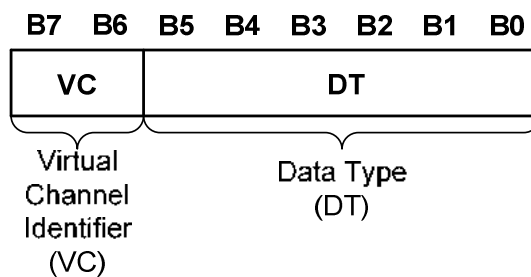 B7 B6 B5 B4 B3 B2 B1 B0
VC DT
Virtual
Channel
Identifier
(VC)
Data Type
(DT)